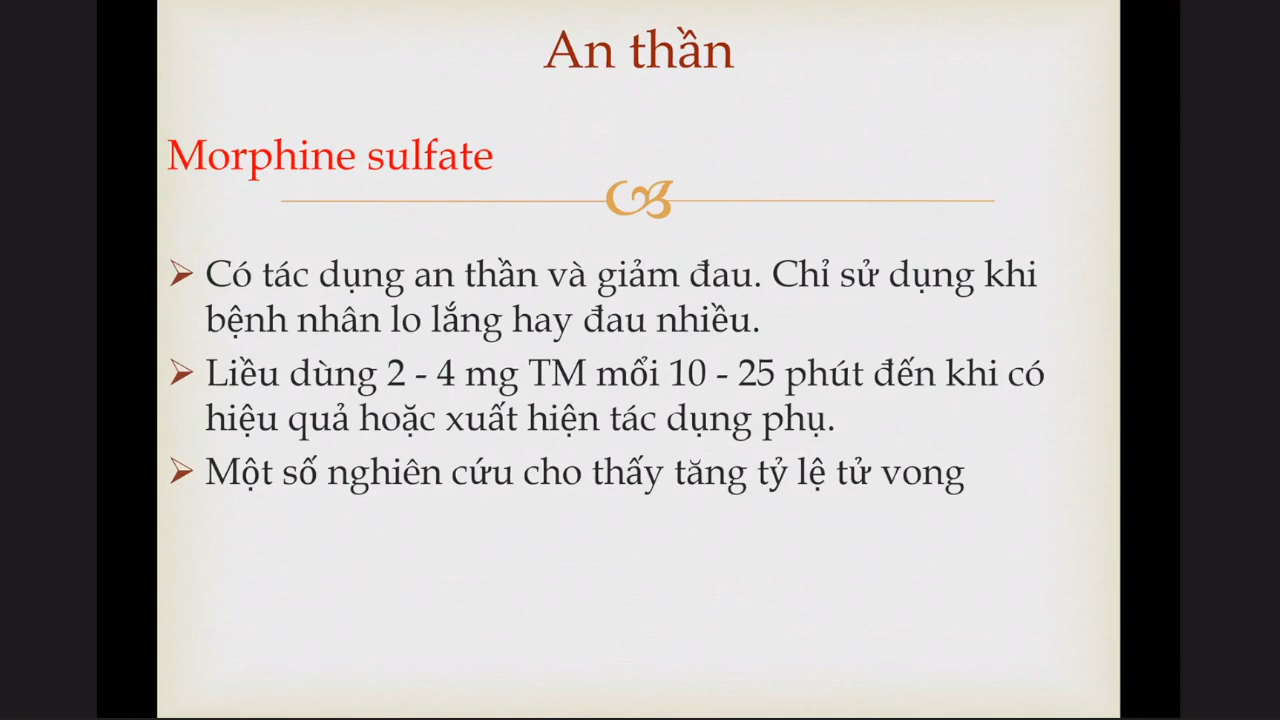 An thần
Morphine sulfate
Có tác dụng an thần và giảm đau. Chỉ sử dụng khi
bệnh nhân lo lắng hay đau nhiều.
Liều dùng 2 - 4 mg TM mổi 10 - 25 phút đến khi có
hiệu quả hoặc xuất hiện tác dụng phụ.
Một số nghiên cứu cho thấy tăng tỷ lệ tử vong